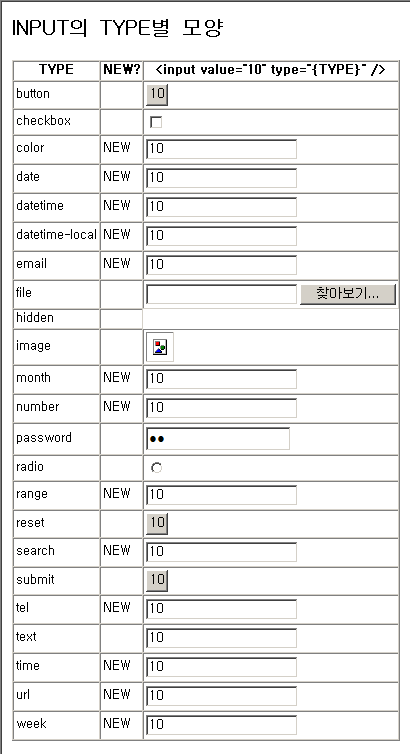 INPUT의 TYPE별 모양
TYPE NEW? <input value="10" type="{TYPE}" />
button 10
checkbox
color NEW 10
date NEW 10
datetime NEW 10
datetime-local NEW 10
email NEW 10
file 찾아보기...
hidden
image
month NEW 10
number NEW 10
password ●●
radio
range NEW 10
reset 10
search NEW 10
submit 10
tel NEW 10
text 10
time NEW 10
url NEW 10
week NEW 10